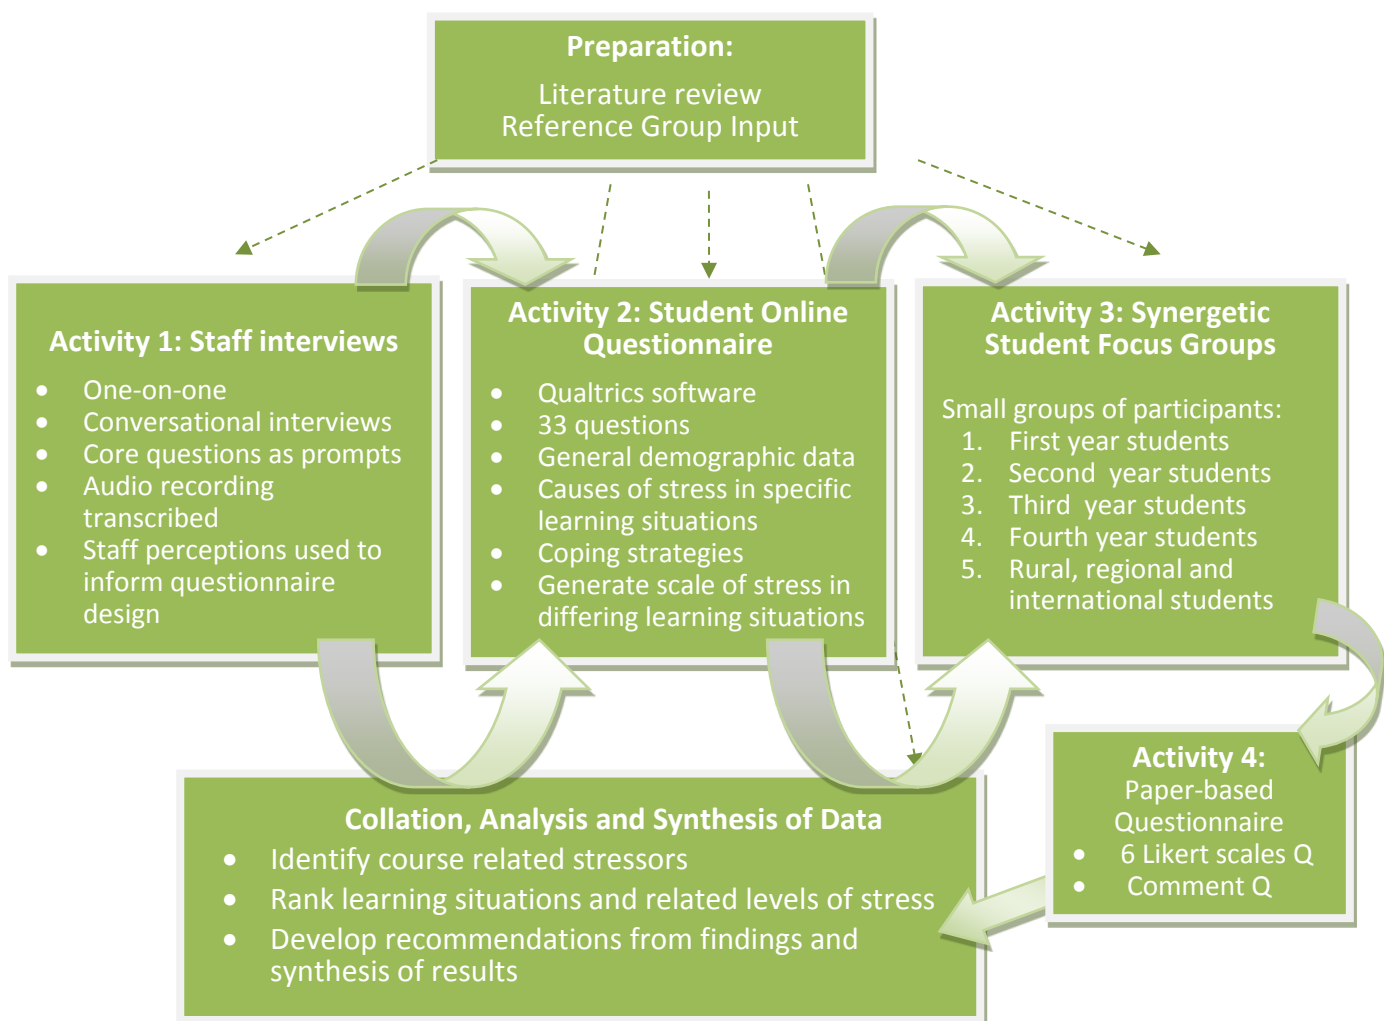 Preparation:
Literature review
Reference Group Input
Activity 1: Staff interviews
• One-on-one
• Conversational interviews
• Core questions as prompts
• Audio recording
transcribed
• Staff perceptions used to
inform questionnaire
design
Activity 2: Student Online
Questionnaire
• Qualtrics software
• 33 questions
• General demographic data
• Causes of stress in specific
learning situations
• Coping strategies
• Generate scale of stress in
differing learning situations
Activity 3: Synergetic
Student Focus Groups
Small groups of participants:
1. First year students
2. Second year students
3. Third year students
4. Fourth year students
5. Rural, regional and
international students
Activity 4:
Paper-based
Questionnaire
• 6 Likert scales Q
• Comment Q
Collation, Analysis and Synthesis of Data
• Identify course related stressors
• Rank learning situations and related levels of stress
• Develop recommendations from findings and
synthesis of results